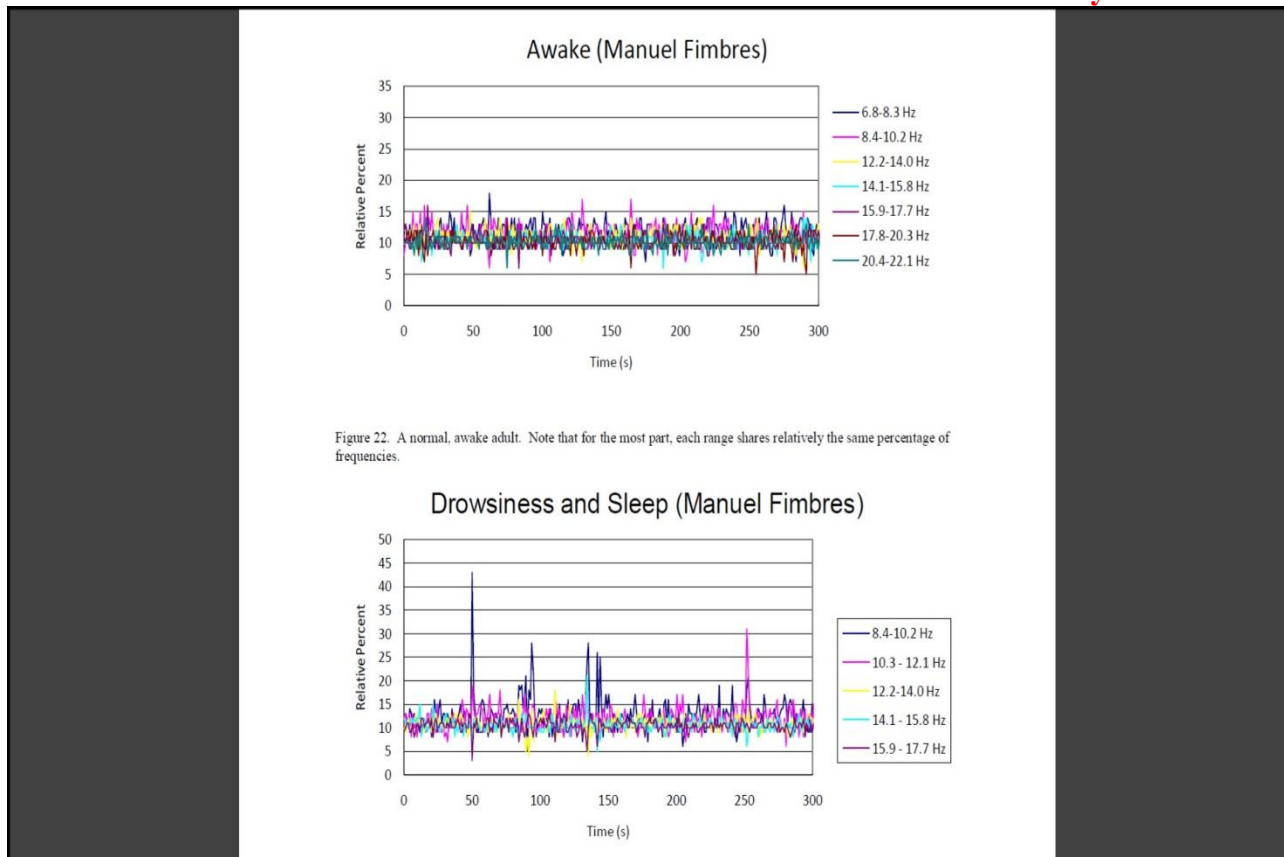 Awake (Manuel Fimbres)
35
30
25
20
15
10
5
0
Relative Percent
0 50 100 150 200 250 300
Time (s)
6.8-8.3 Hz
8.4-10.2 Hz
12.2-14.0 Hz
14.1-15.8 Hz
15.9-17.7 Hz
17.8-20.3 Hz
20.4-22.1 Hz
Figure 22. A normal, awake adult. Note that for the most part, each range shares relatively the same percentage of
frequencies.
Drowsiness and Sleep (Manuel Fimbres)
50
45
40
35
30
25
20
15
10
5
0
Relative Percent
0 50 100 150 200 250 300
Time (s)
8.4-10.2 Hz
10.3 - 12.1 Hz
12.2-14.0 Hz
14.1 - 15.8 Hz
15.9 - 17.7 Hz